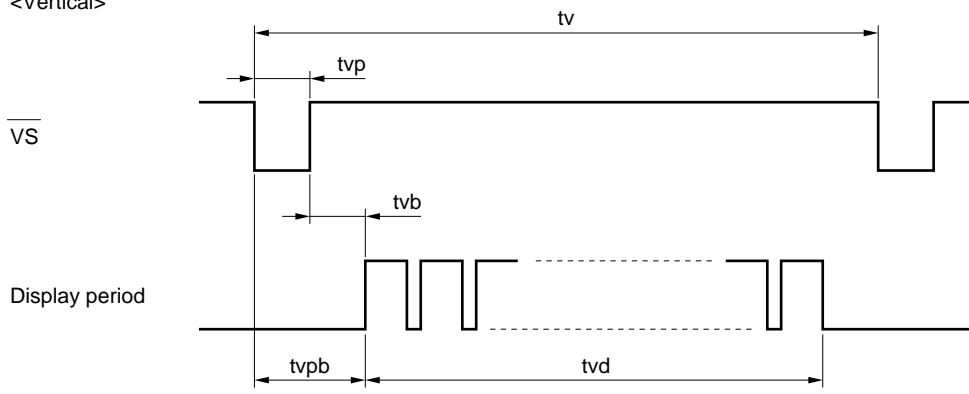 <Vertical>
tv
tvp
VS
tvb
Display period
tvpb
tvd